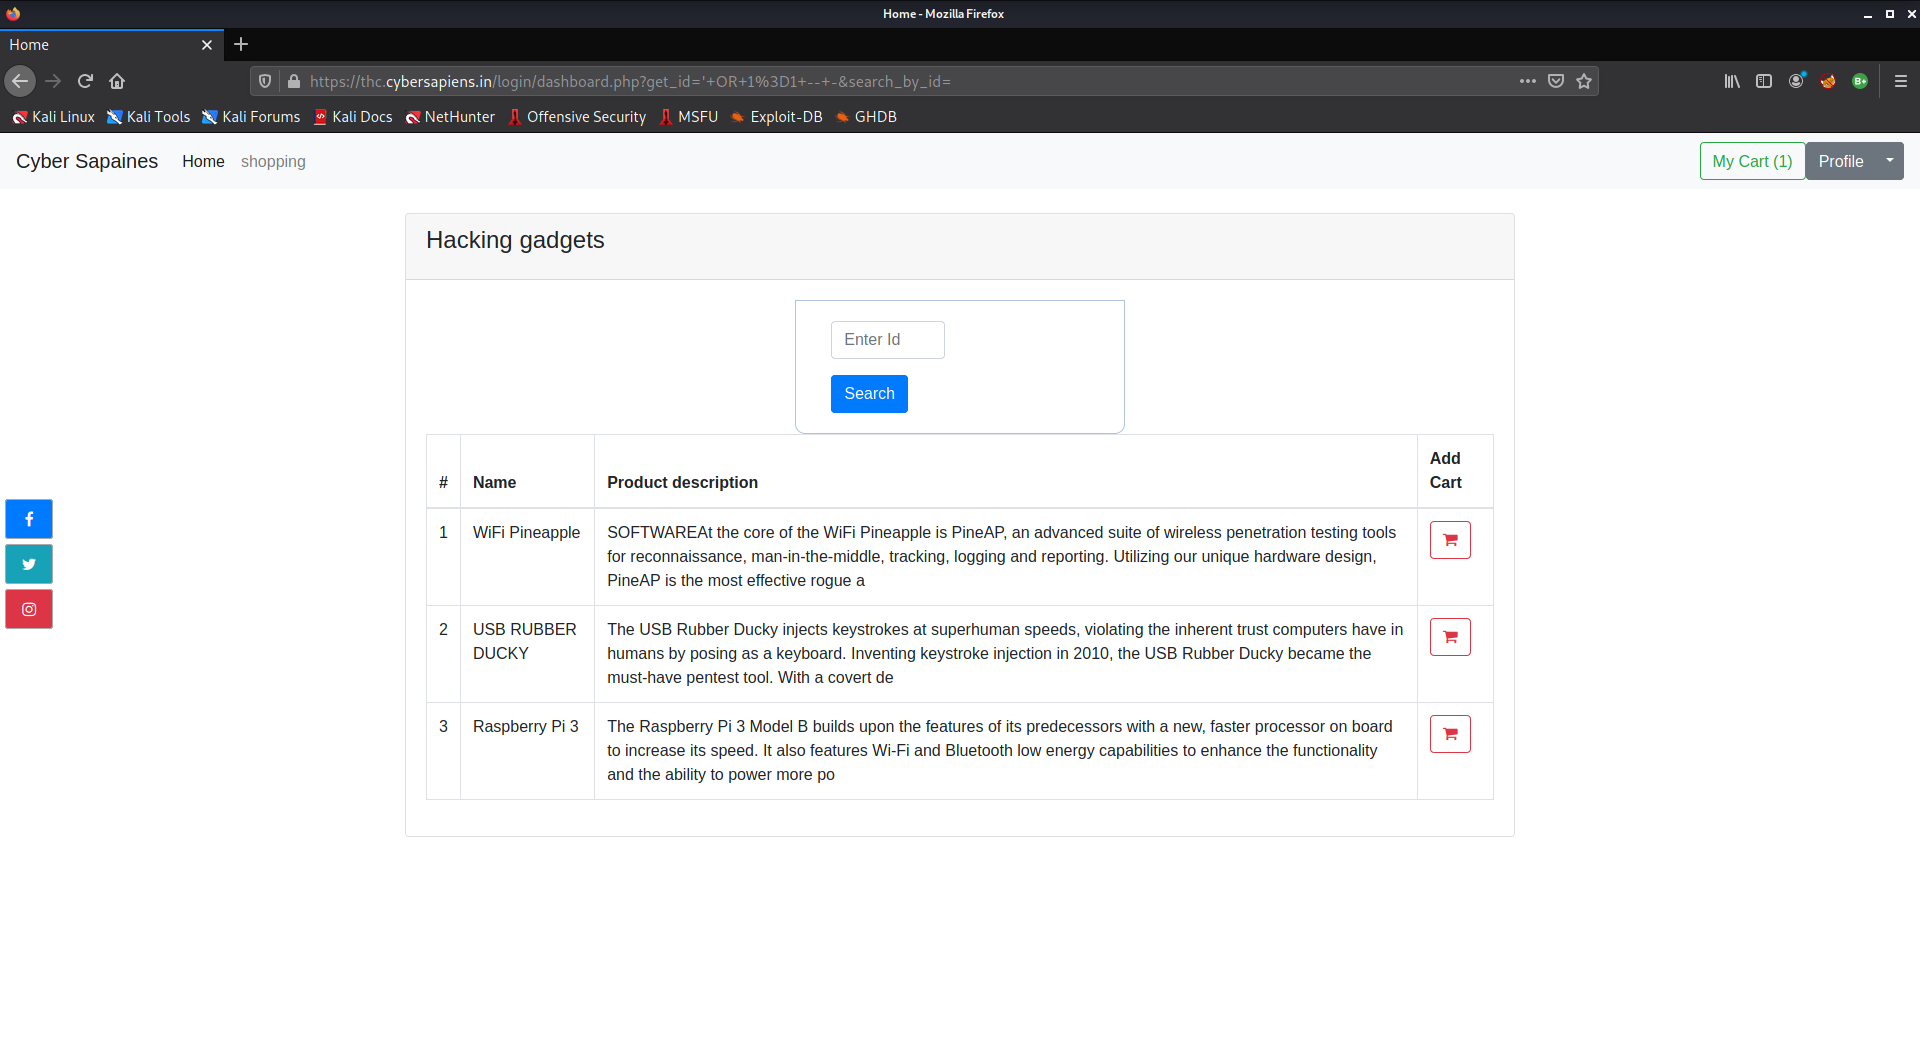 Home - Mozilla Firefox
Home
https://thc.cybersapiens.in/login/dashboard.php?get_id='+OR+1%3D1+--+-&search_by_id=
Kali Linux Kali Tools Kali Forums Kali Docs NetHunter Offensive Security MSFU Exploit-DB GHDB
Cyber Sapaines Home shopping My Cart (1) Profile
Hacking gadgets
Enter Id
Search
# Name Product description Add Cart
1 WiFi Pineapple SOFTWAREAt the core of the WiFi Pineapple is PineAP, an advanced suite of wireless penetration testing tools
for reconnaissance, man-in-the-middle, tracking, logging and reporting. Utilizing our unique hardware design,
PineAP is the most effective rogue a
2 USB RUBBER DUCKY The USB Rubber Ducky injects keystrokes at superhuman speeds, violating the inherent trust computers have in
humans by posing as a keyboard. Inventing keystroke injection in 2010, the USB Rubber Ducky became the
must-have pentest tool. With a covert de
3 Raspberry Pi 3 The Raspberry Pi 3 Model B builds upon the features of its predecessors with a new, faster processor on board
to increase its speed. It also features Wi-Fi and Bluetooth low energy capabilities to enhance the functionality
and the ability to power more po